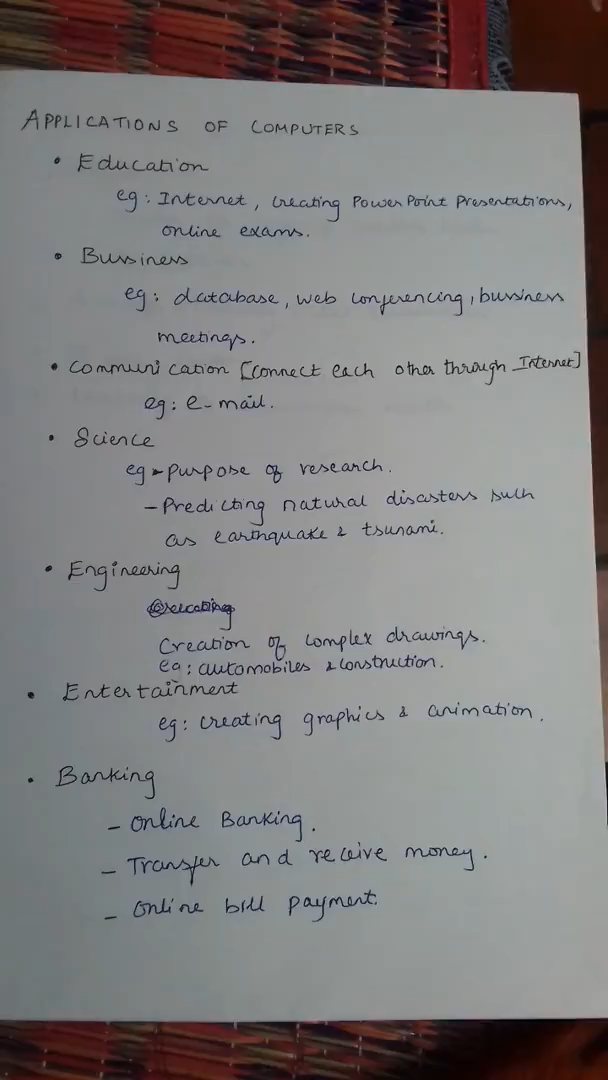 APPLICATIONS OF COMPUTERS
• Education
eg: Internet, creating PowerPoint Presentations,
online exams.
• Bussiness
eg: database, web conferencing, bussiness
meetings.
• Communication [connect each other through Internet]
eg: e-mail.
• Science
eg - purpose of research.
- Predicting natural disasters such
as earthquake & tsunami.
• Engineering
Creation of complex drawings.
eg: automobiles & construction.
• Entertainment
eg: creating graphics & animation.
• Banking
- Online Banking.
- Transfer and receive money.
- Online bill payment.